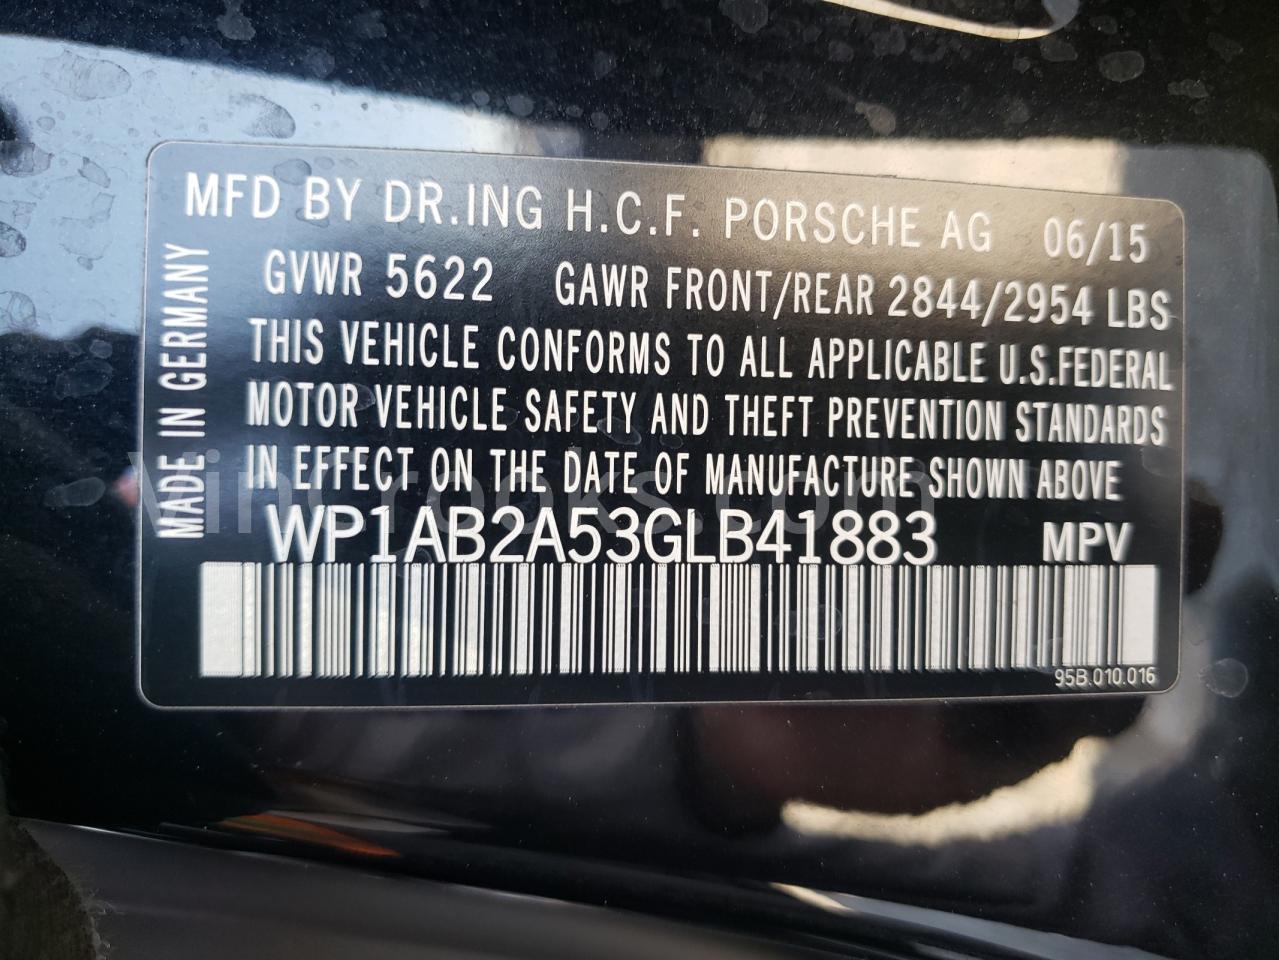 MFD BY DR.ING H.C.F. PORSCHE AG 06/15
GVWR 5622 GAWR FRONT/REAR 2844/2954 LBS
THIS VEHICLE CONFORMS TO ALL APPLICABLE U.S.FEDERAL
MOTOR VEHICLE SAFETY AND THEFT PREVENTION STANDARDS
IN EFFECT ON THE DATE OF MANUFACTURE SHOWN ABOVE
WP1AB2A53GLB41883 MPV
95B.010.016
MADE IN GERMANY
VinCrooks.com